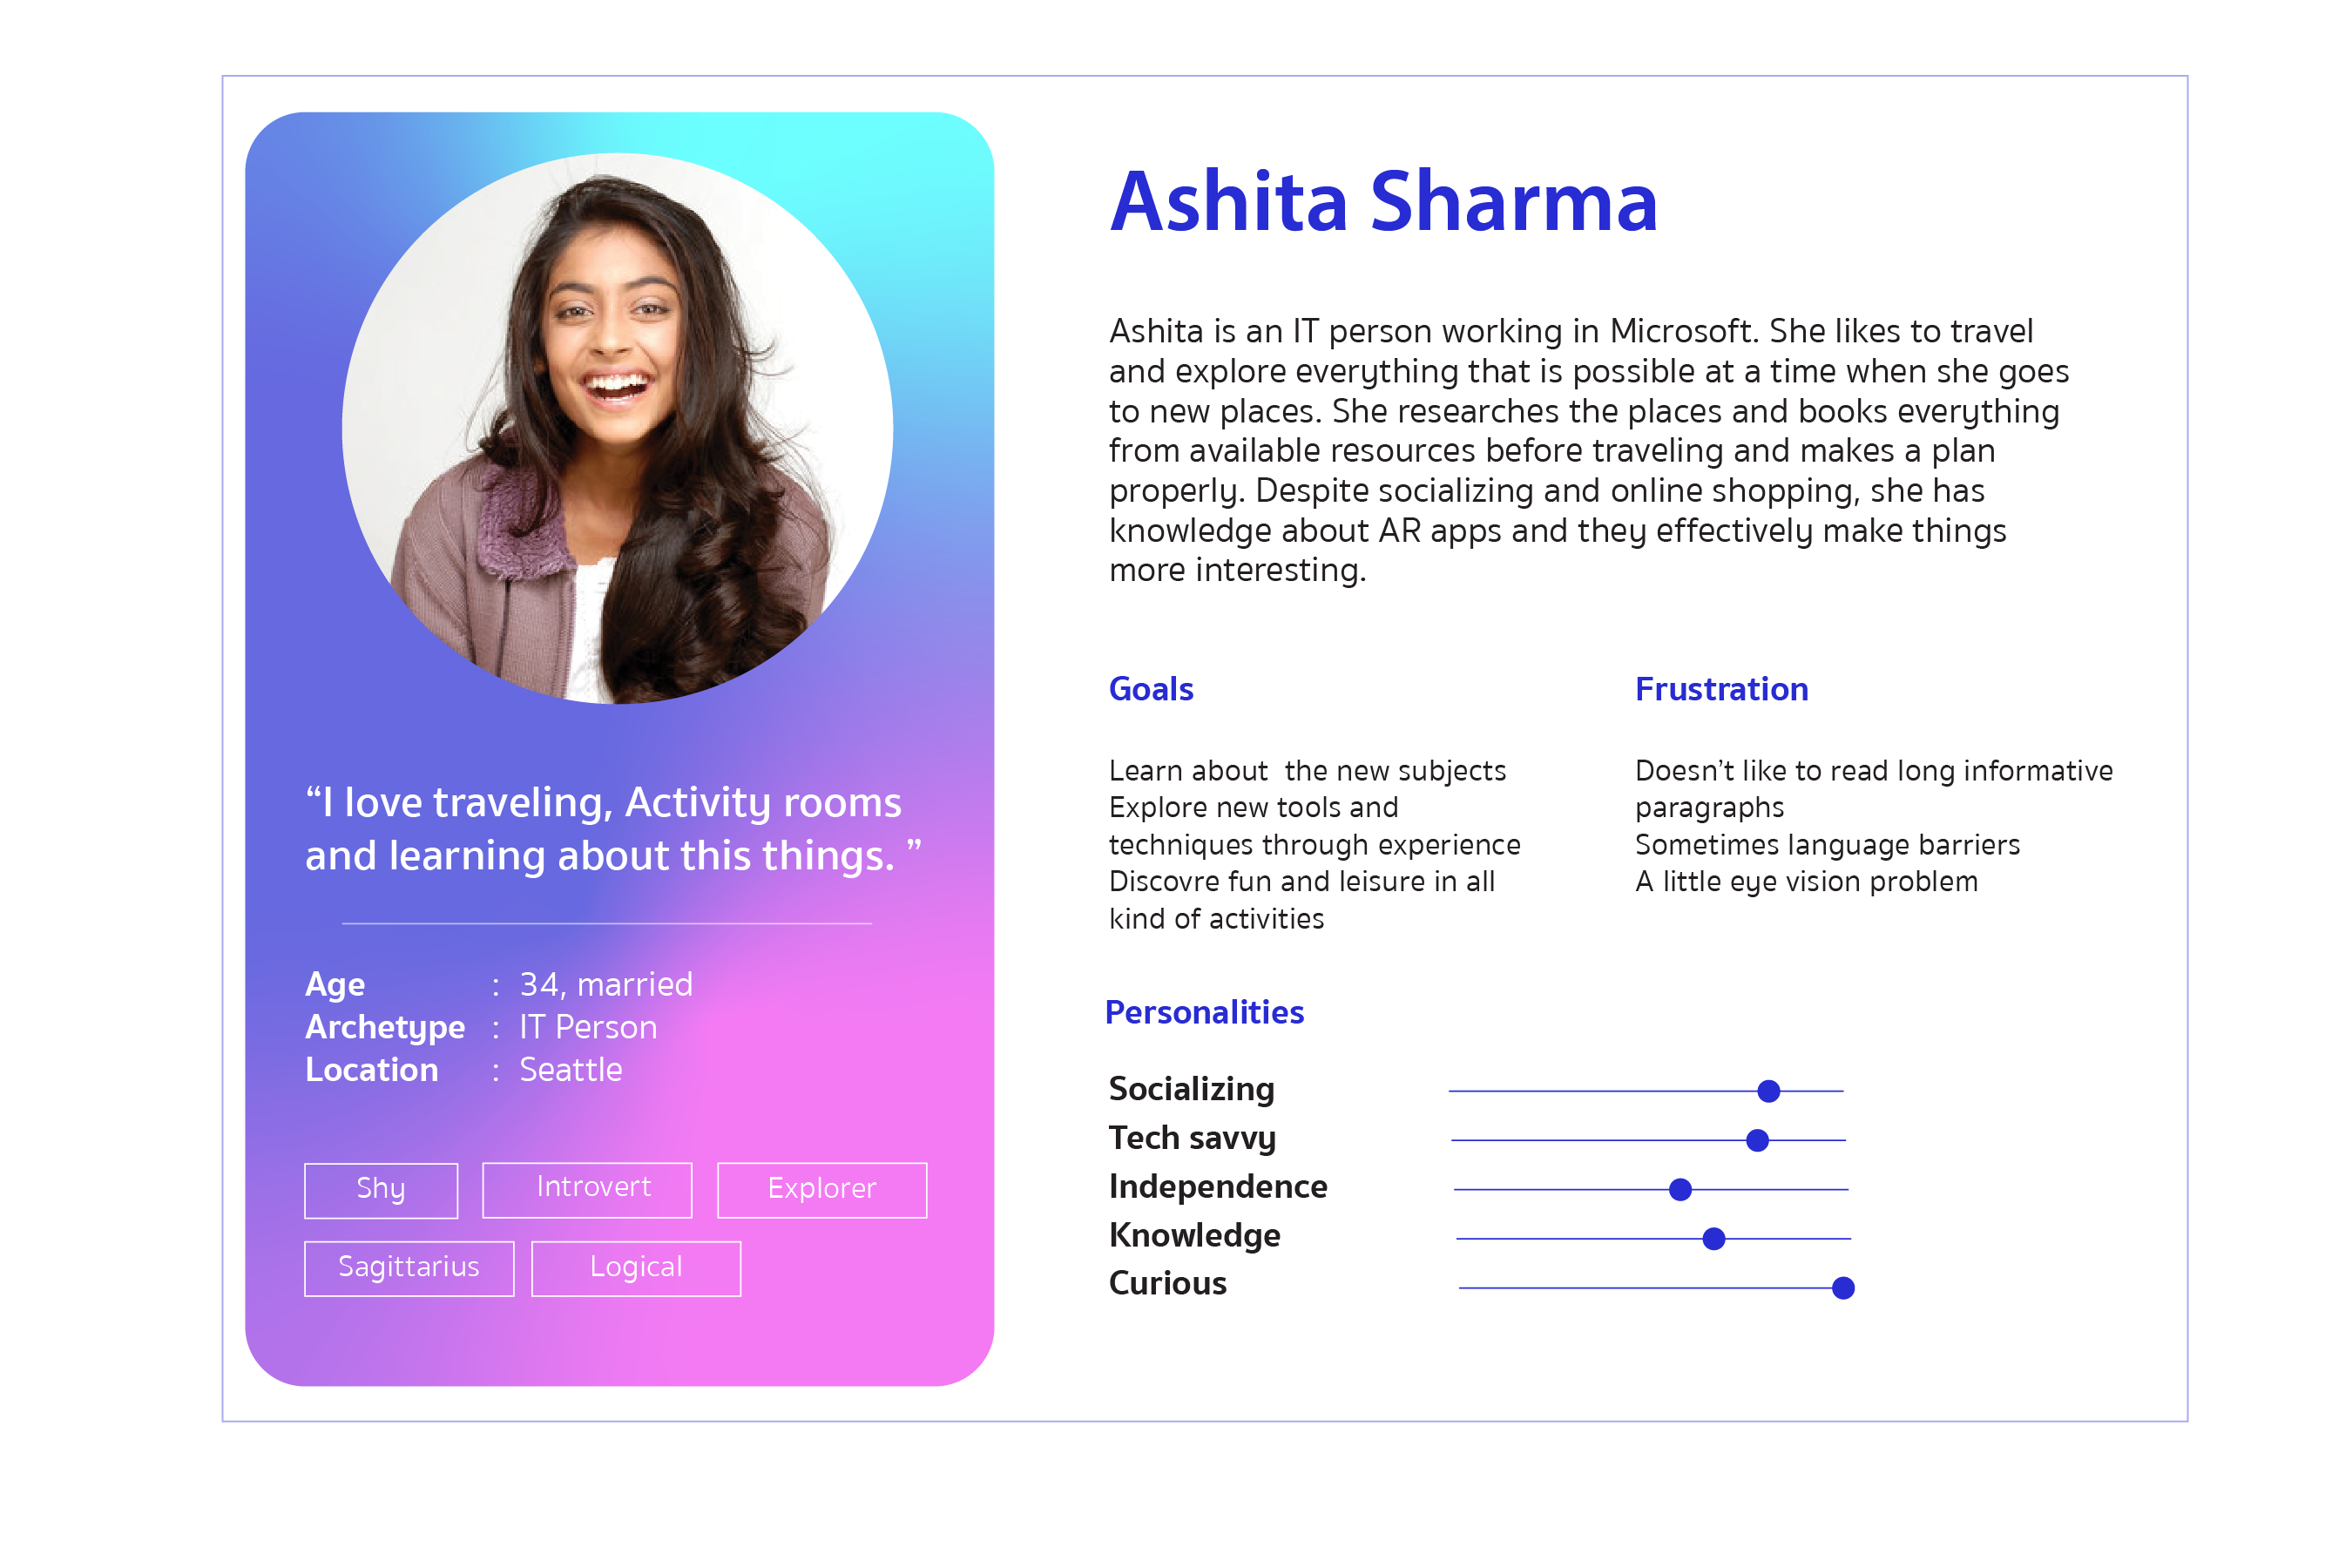 “I love traveling, Activity rooms
and learning about this things. ”
Age : 34, married
Archetype : IT Person
Location : Seattle
Shy
Introvert
Explorer
Sagittarius
Logical
Ashita Sharma
Ashita is an IT person working in Microsoft. She likes to travel
and explore everything that is possible at a time when she goes
to new places. She researches the places and books everything
from available resources before traveling and makes a plan
properly. Despite socializing and online shopping, she has
knowledge about AR apps and they effectively make things
more interesting.
Goals
Learn about  the new subjects
Explore new tools and
techniques through experience
Discovre fun and leisure in all
kind of activities
Frustration
Doesn’t like to read long informative
paragraphs
Sometimes language barriers
A little eye vision problem
Personalities
Socializing
Tech savvy
Independence
Knowledge
Curious